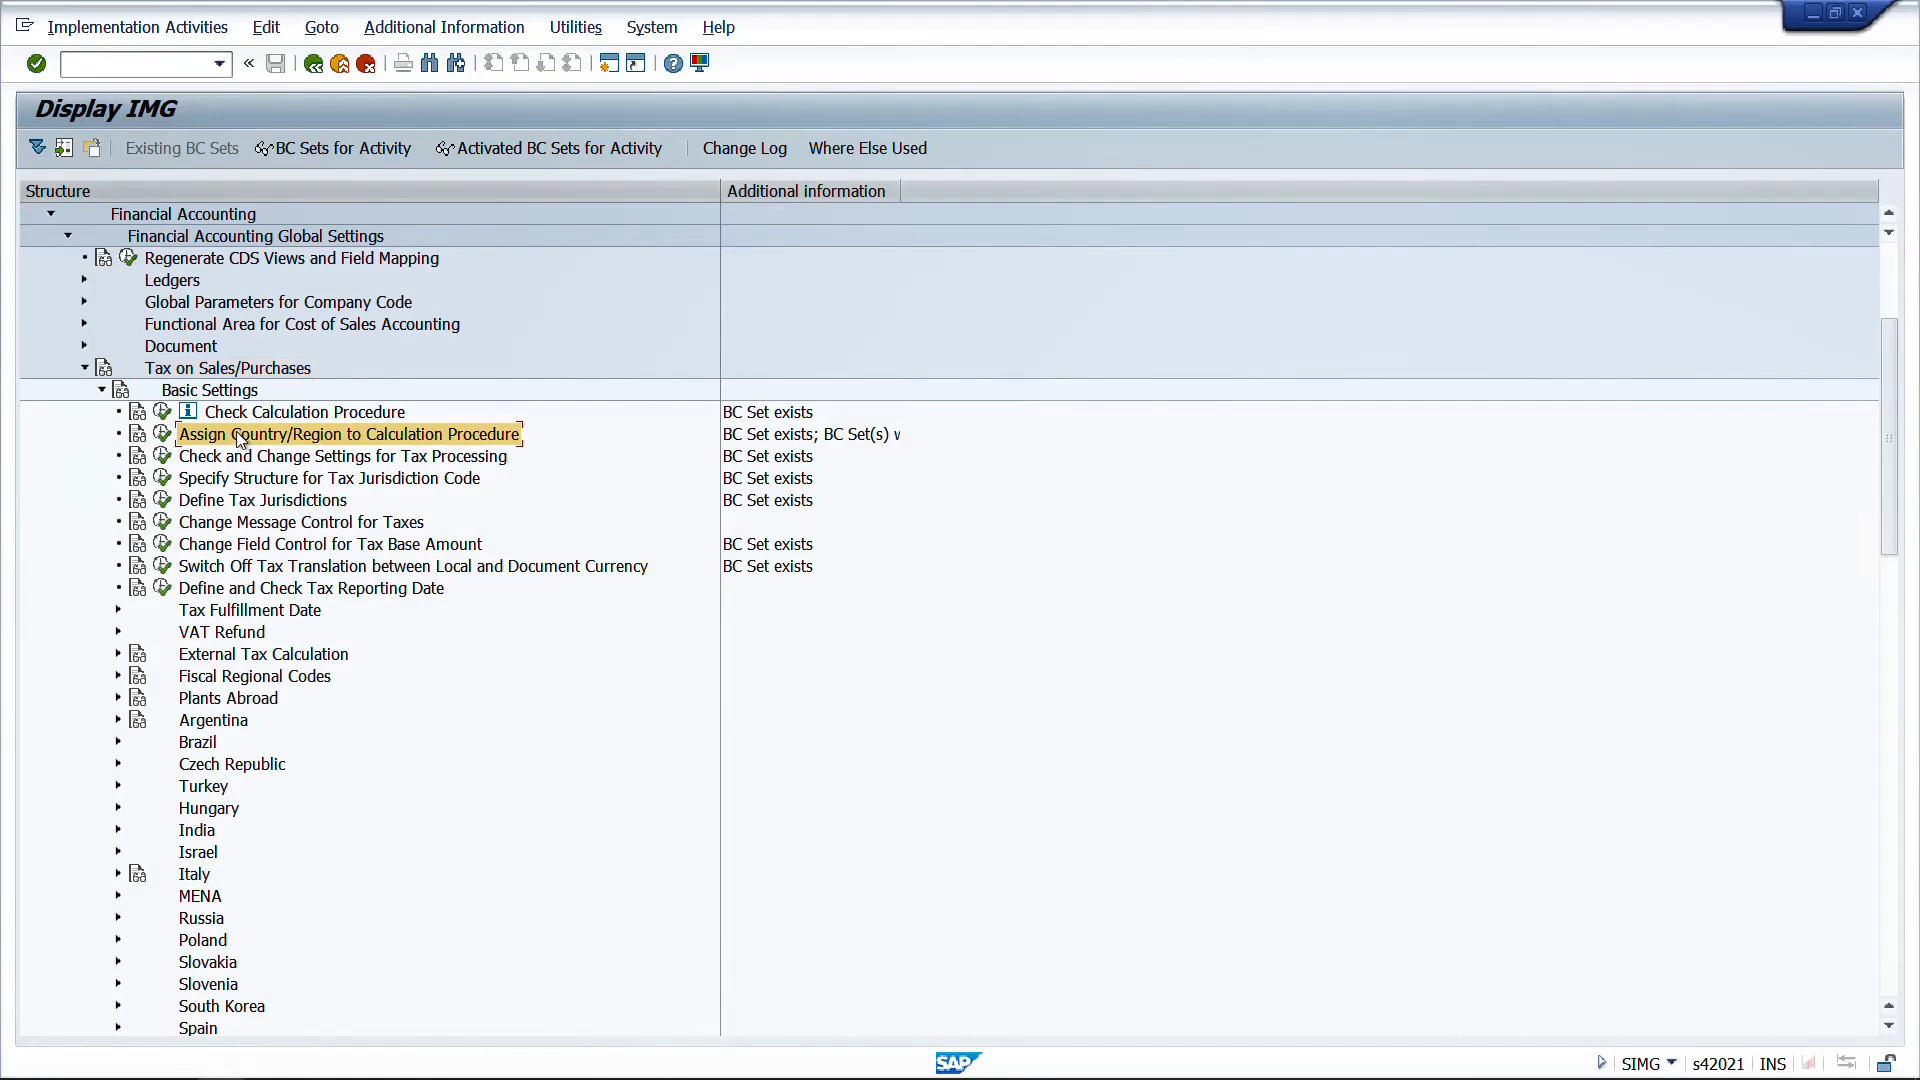 Implementation Activities Edit Goto Additional Information Utilities System Help
«
Display IMG
Existing BC Sets BC Sets for Activity Activated BC Sets for Activity Change Log Where Else Used
Structure Additional information
Financial Accounting
Financial Accounting Global Settings
Regenerate CDS Views and Field Mapping
Ledgers
Global Parameters for Company Code
Functional Area for Cost of Sales Accounting
Document
Tax on Sales/Purchases
Basic Settings
Check Calculation Procedure BC Set exists
Assign Country/Region to Calculation Procedure BC Set exists; BC Set(s) v
Check and Change Settings for Tax Processing BC Set exists
Specify Structure for Tax Jurisdiction Code BC Set exists
Define Tax Jurisdictions BC Set exists
Change Message Control for Taxes
Change Field Control for Tax Base Amount BC Set exists
Switch Off Tax Translation between Local and Document Currency BC Set exists
Define and Check Tax Reporting Date
Tax Fulfillment Date
VAT Refund
External Tax Calculation
Fiscal Regional Codes
Plants Abroad
Argentina
Brazil
Czech Republic
Turkey
Hungary
India
Israel
Italy
MENA
Russia
Poland
Slovakia
Slovenia
South Korea
Spain
SAP SIMG s42021 INS